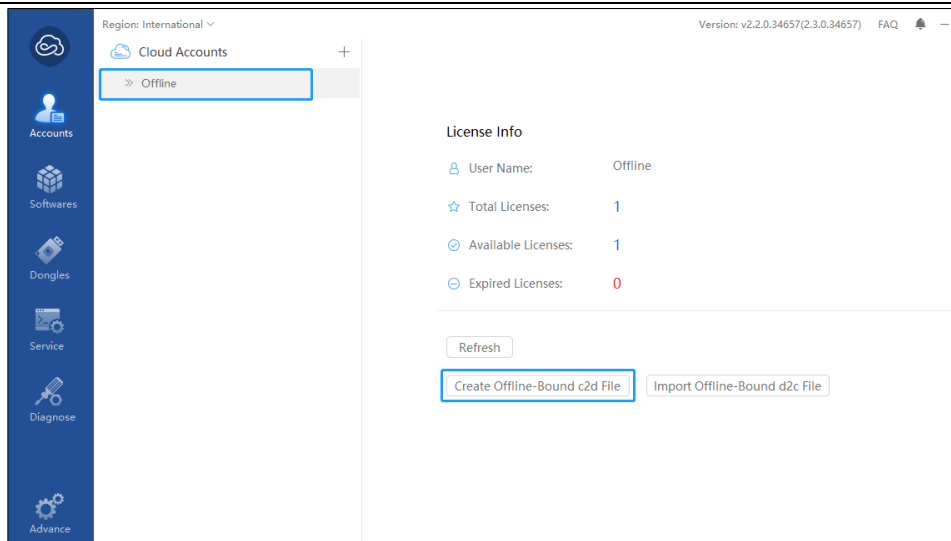 Region: International
Version: v2.2.0.34657(2.3.0.34657) FAQ
Cloud Accounts
Offline
Accounts
Softwares
Dongles
Service
Diagnose
Advance
License Info
User Name: Offline
Total Licenses: 1
Available Licenses: 1
Expired Licenses: 0
Refresh
Create Offline-Bound c2d File Import Offline-Bound d2c File